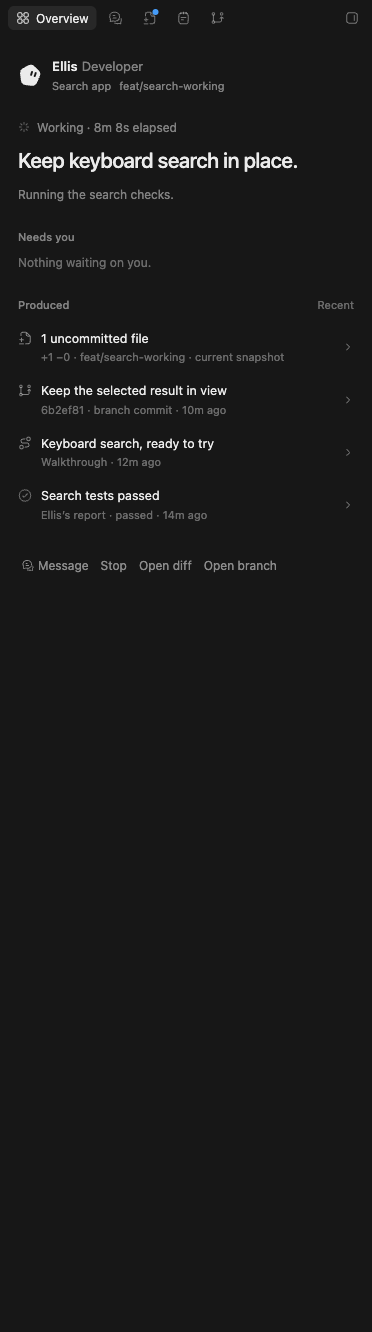 Overview
Ellis Developer
Search app feat/search-working
Working · 8m 8s elapsed
Keep keyboard search in place.
Running the search checks.
Needs you
Nothing waiting on you.
Produced Recent
1 uncommitted file
+1 −0 · feat/search-working · current snapshot
Keep the selected result in view
6b2ef81 · branch commit · 10m ago
Keyboard search, ready to try
Walkthrough · 12m ago
Search tests passed
Ellis's report · passed · 14m ago
Message Stop Open diff Open branch